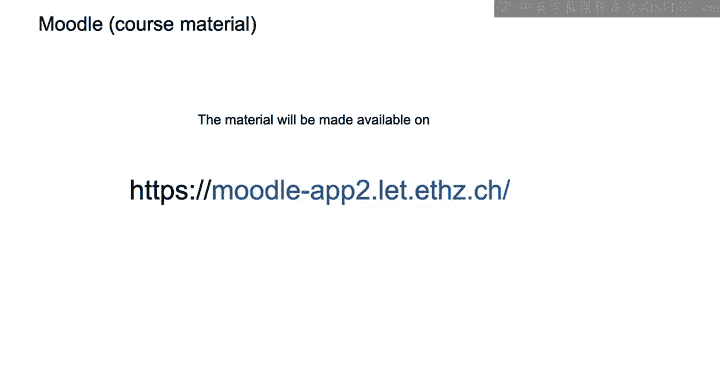 Moodle (course material)
The material will be made available on
https://moodle-app2.let.ethz.ch/